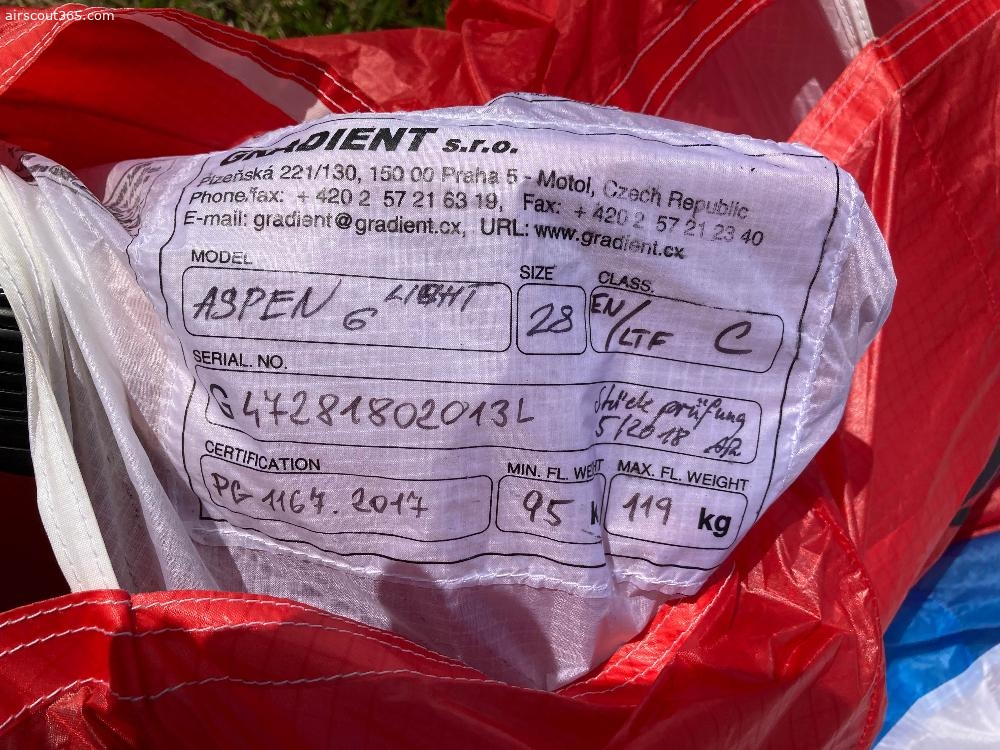 airscout365.com
GRADIENT s.r.o.
Plzeňská 221/130, 150 00 Praha 5 - Motol, Czech Republic
Phone/fax: + 420 2 57 21 63 19, Fax: + 420 2 57 21 23 40
E-mail: gradient@gradient.cx, URL: www.gradient.cx
MODEL SIZE CLASS.
ASPEN 6 LIGHT 28 EN/LTF C
SERIAL. NO.
G47281802013L Stück prüfung
5/2018
CERTIFICATION MIN. FL. WEIGHT MAX. FL. WEIGHT
PG 1167.2017 95 k 119 kg